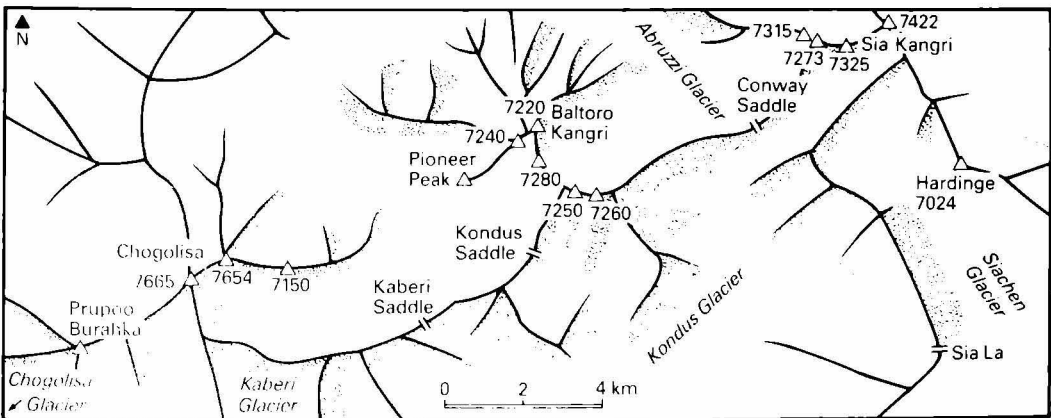 N
Abruzzi Glacier
7315
7422
7273
7325
Sia Kangri
Conway
Saddle
7220
Baltoro
Kangri
7240
Pioneer
Peak
7280
Hardinge
7024
7250
7260
Chogolisa
7665
7654
7150
Kondus
Saddle
Kaberi
Saddle
Kondus Glacier
Siachen
Glacier
Prupoo
Burahka
Sia La
Chogolisa
Glacier
Kaberi
Glacier
0 2 4 km